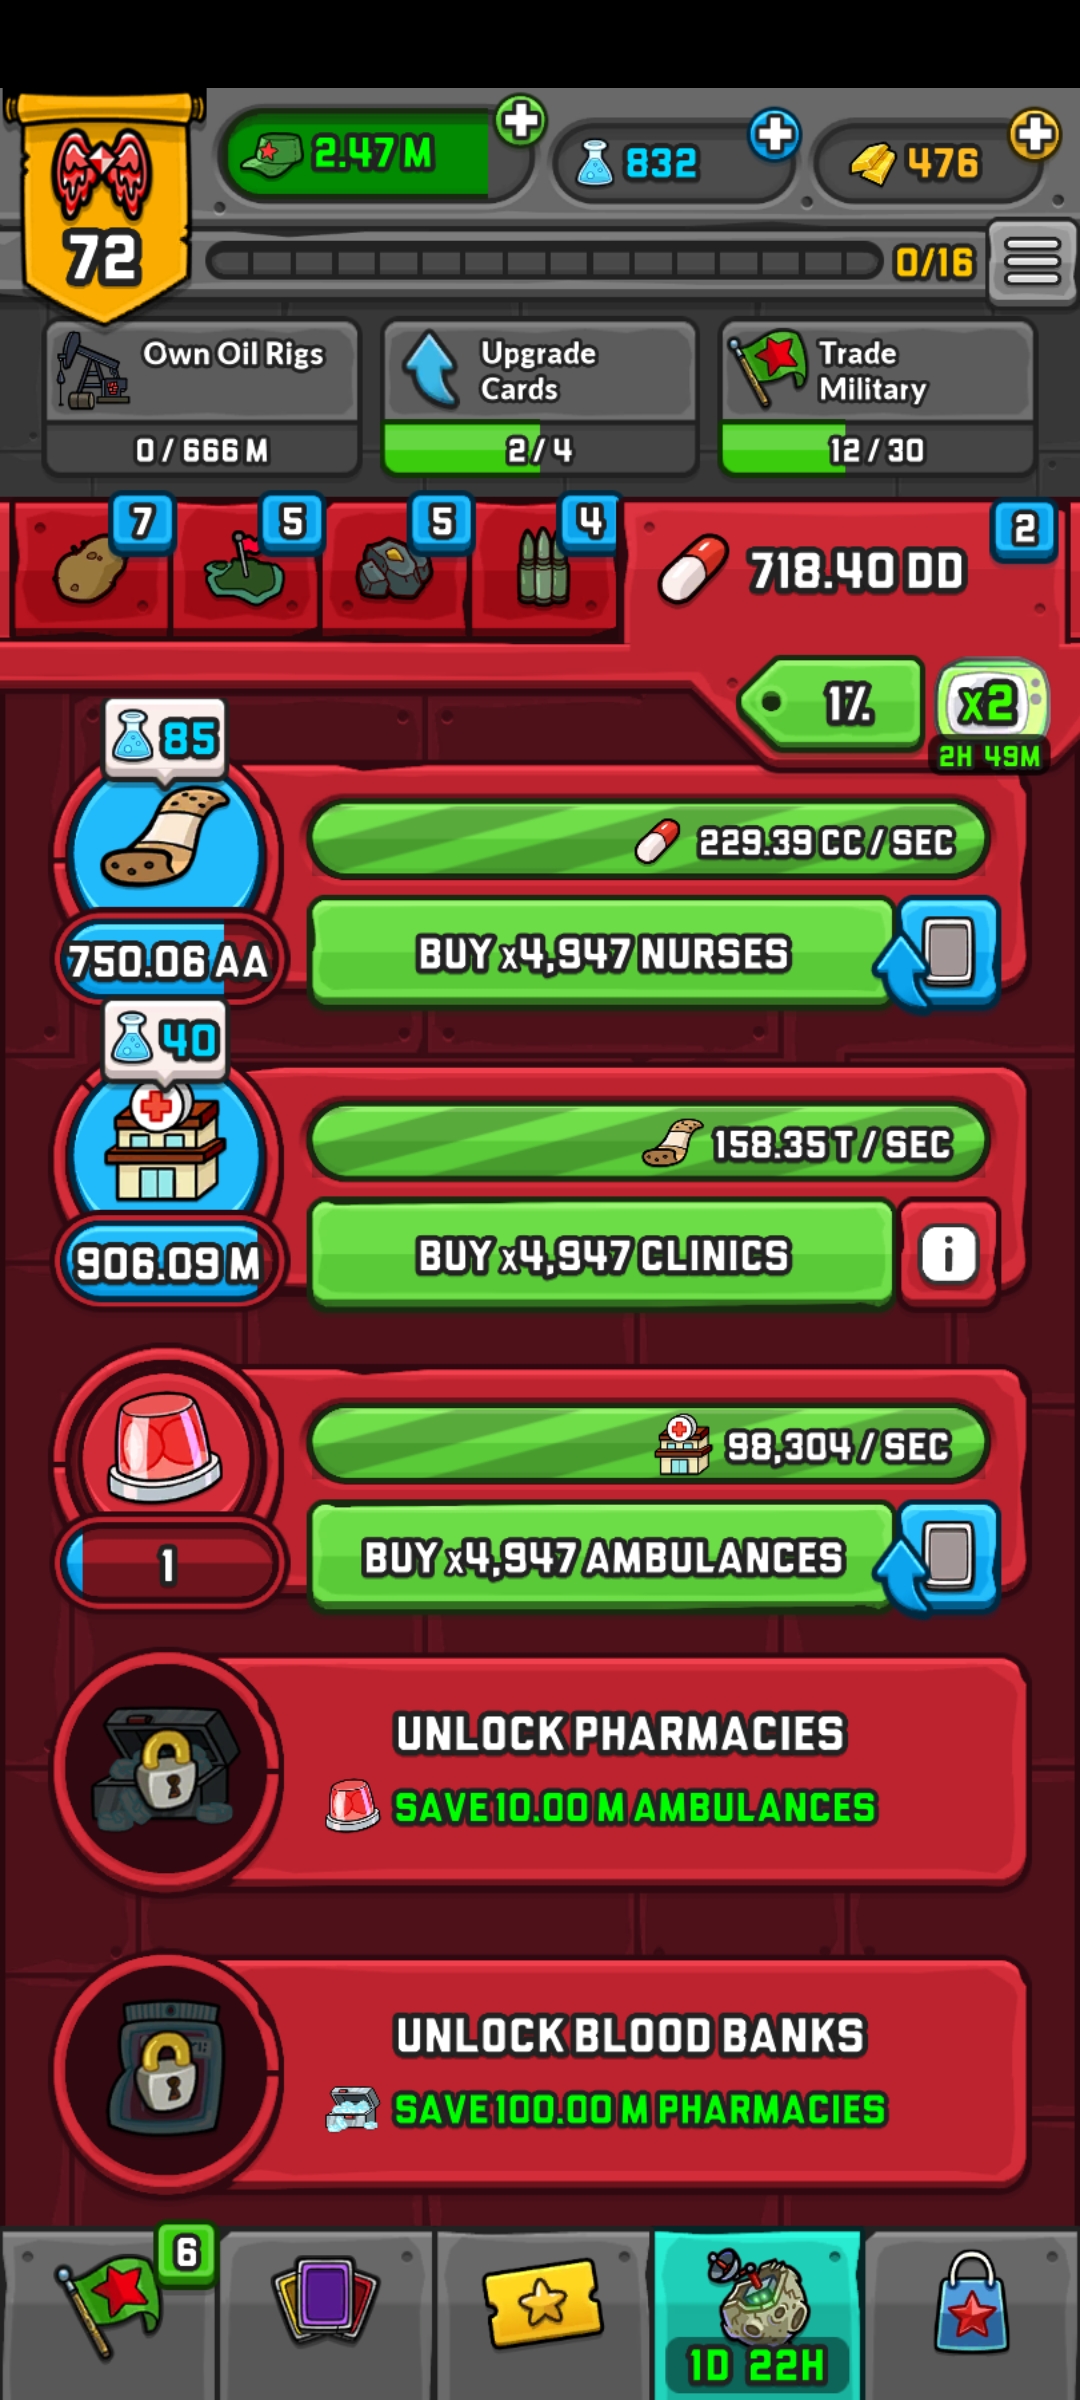 72
2.47 M
832
476
0/16
Own Oil Rigs
0 / 666 M
Upgrade
Cards
2 / 4
Trade
Military
12 / 30
7
5
5
4
718.40 DD
2
1%
x2
2H 49M
85
229.39 CC / SEC
750.06 AA
BUY x4,947 NURSES
40
158.35 T / SEC
906.09 M
BUY x4,947 CLINICS
i
98,304 / SEC
1
BUY x4,947 AMBULANCES
UNLOCK PHARMACIES
SAVE 10.00 M AMBULANCES
UNLOCK BLOOD BANKS
SAVE 100.00 M PHARMACIES
6
1D 22H